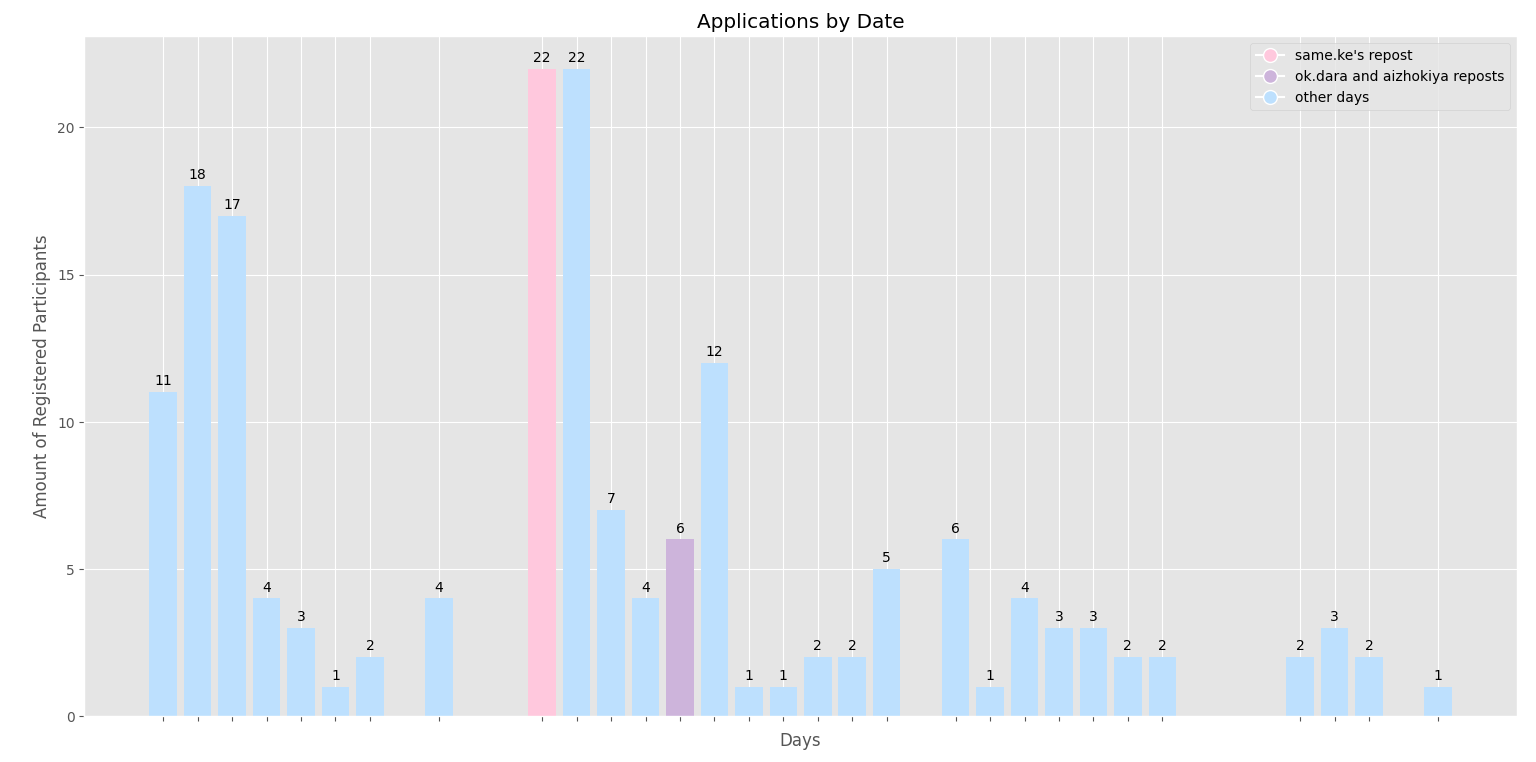 Applications by Date
same.ke's repost
ok.dara and aizhokiya reposts
other days
Amount of Registered Participants
20
15
10
5
0
11 18 17 4 3 1 2 4 22 22 7 4 6 12 1 1 2 2 5 6 1 4 3 3 2 2 2 3 2 1
Days